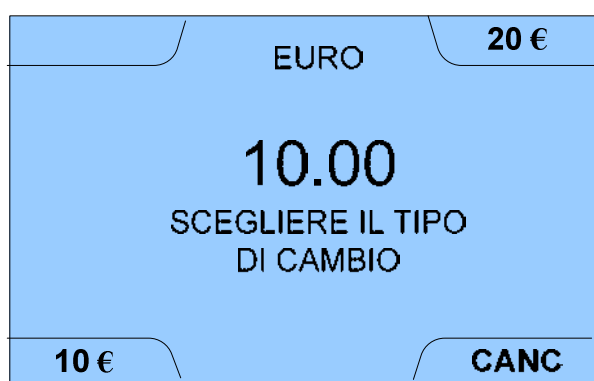 20 €
EURO
10.00
SCEGLIERE IL TIPO
DI CAMBIO
10 €
CANC